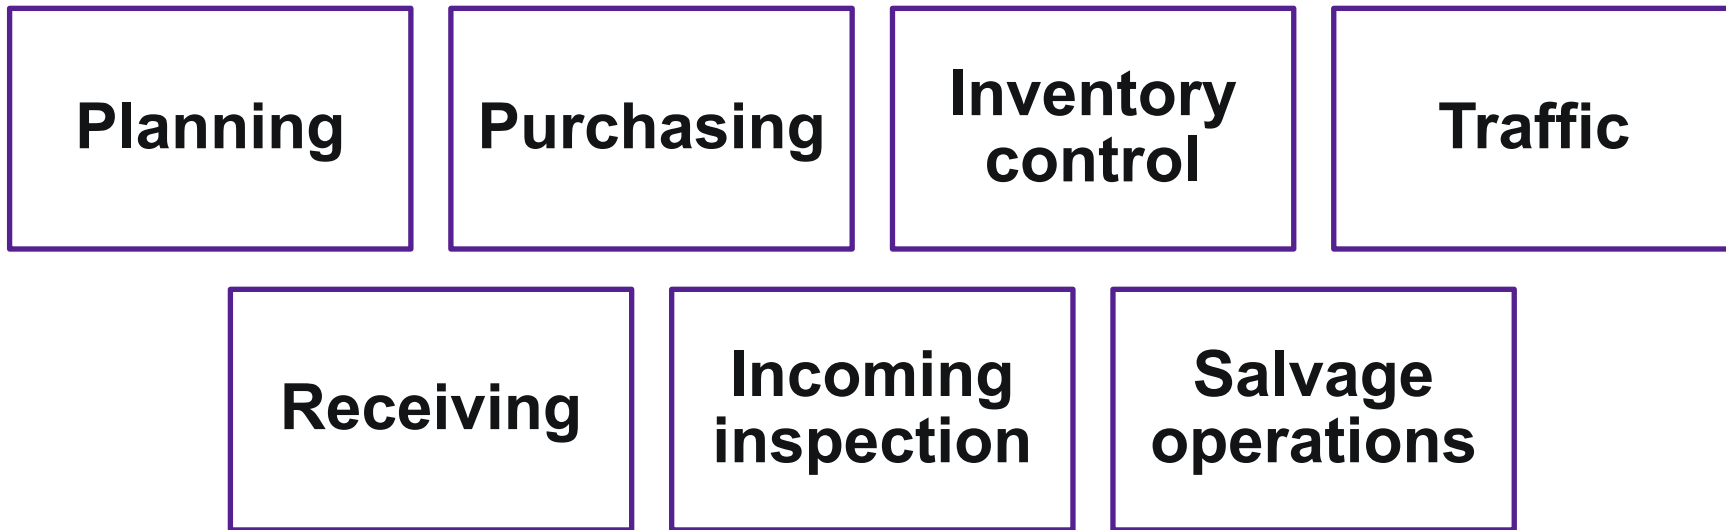 Planning
Purchasing
Inventory
control
Traffic
Receiving
Incoming
inspection
Salvage
operations